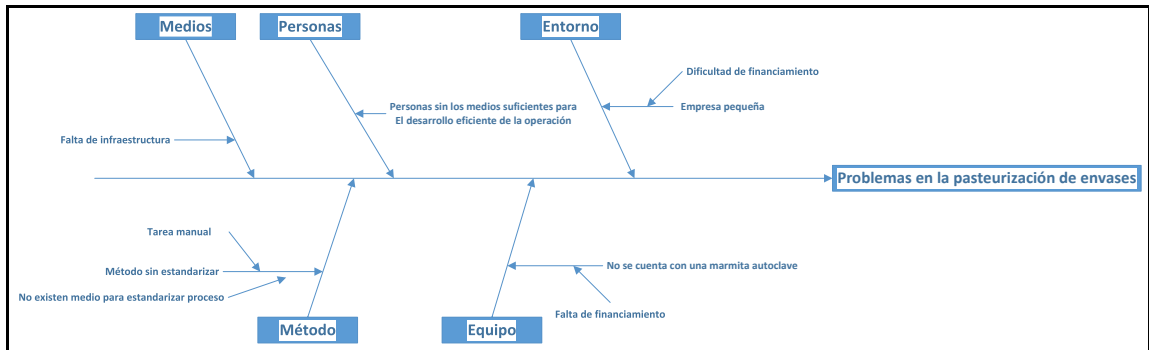 Medios
Personas
Entorno
Dificultad de financiamiento
Empresa pequeña
Personas sin los medios suficientes para
El desarrollo eficiente de la operación
Falta de infraestructura
Problemas en la pasteurización de envases
Tarea manual
Método sin estandarizar
No existen medio para estandarizar proceso
No se cuenta con una marmita autoclave
Falta de financiamiento
Método
Equipo